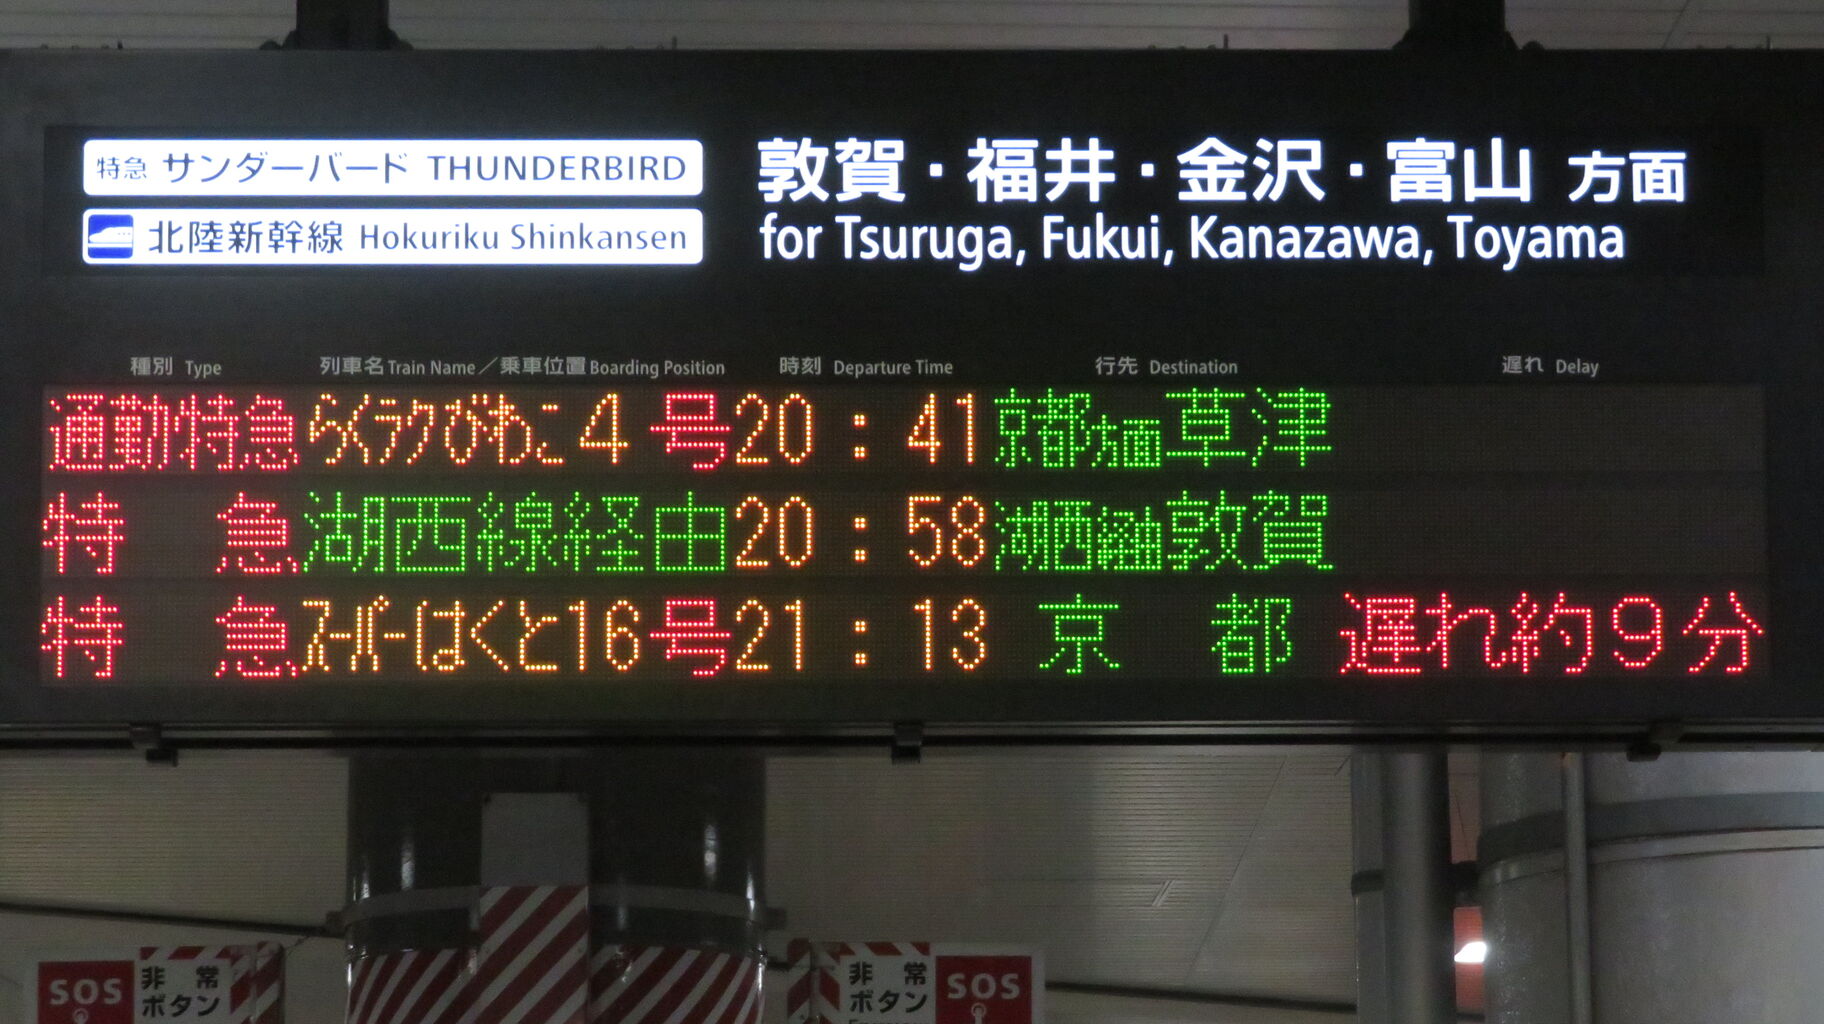 特急 サンダーバード THUNDERBIRD
北陸新幹線 Hokuriku Shinkansen
敦賀・福井・金沢・富山 方面
for Tsuruga, Fukui, Kanazawa, Toyama
種別 Type 列車名 Train Name／乗車位置 Boarding Position 時刻 Departure Time 行先 Destination 遅れ Delay
通勤特急 らくラクびわこ 4 号 20:41 京都方面草津
特急 湖西線経由 20:58 湖西線経由敦賀
特急 スーパーはくと16号 21:13 京都 遅れ約9分
SOS 非常
ボタン
非常 SOS
ボタン